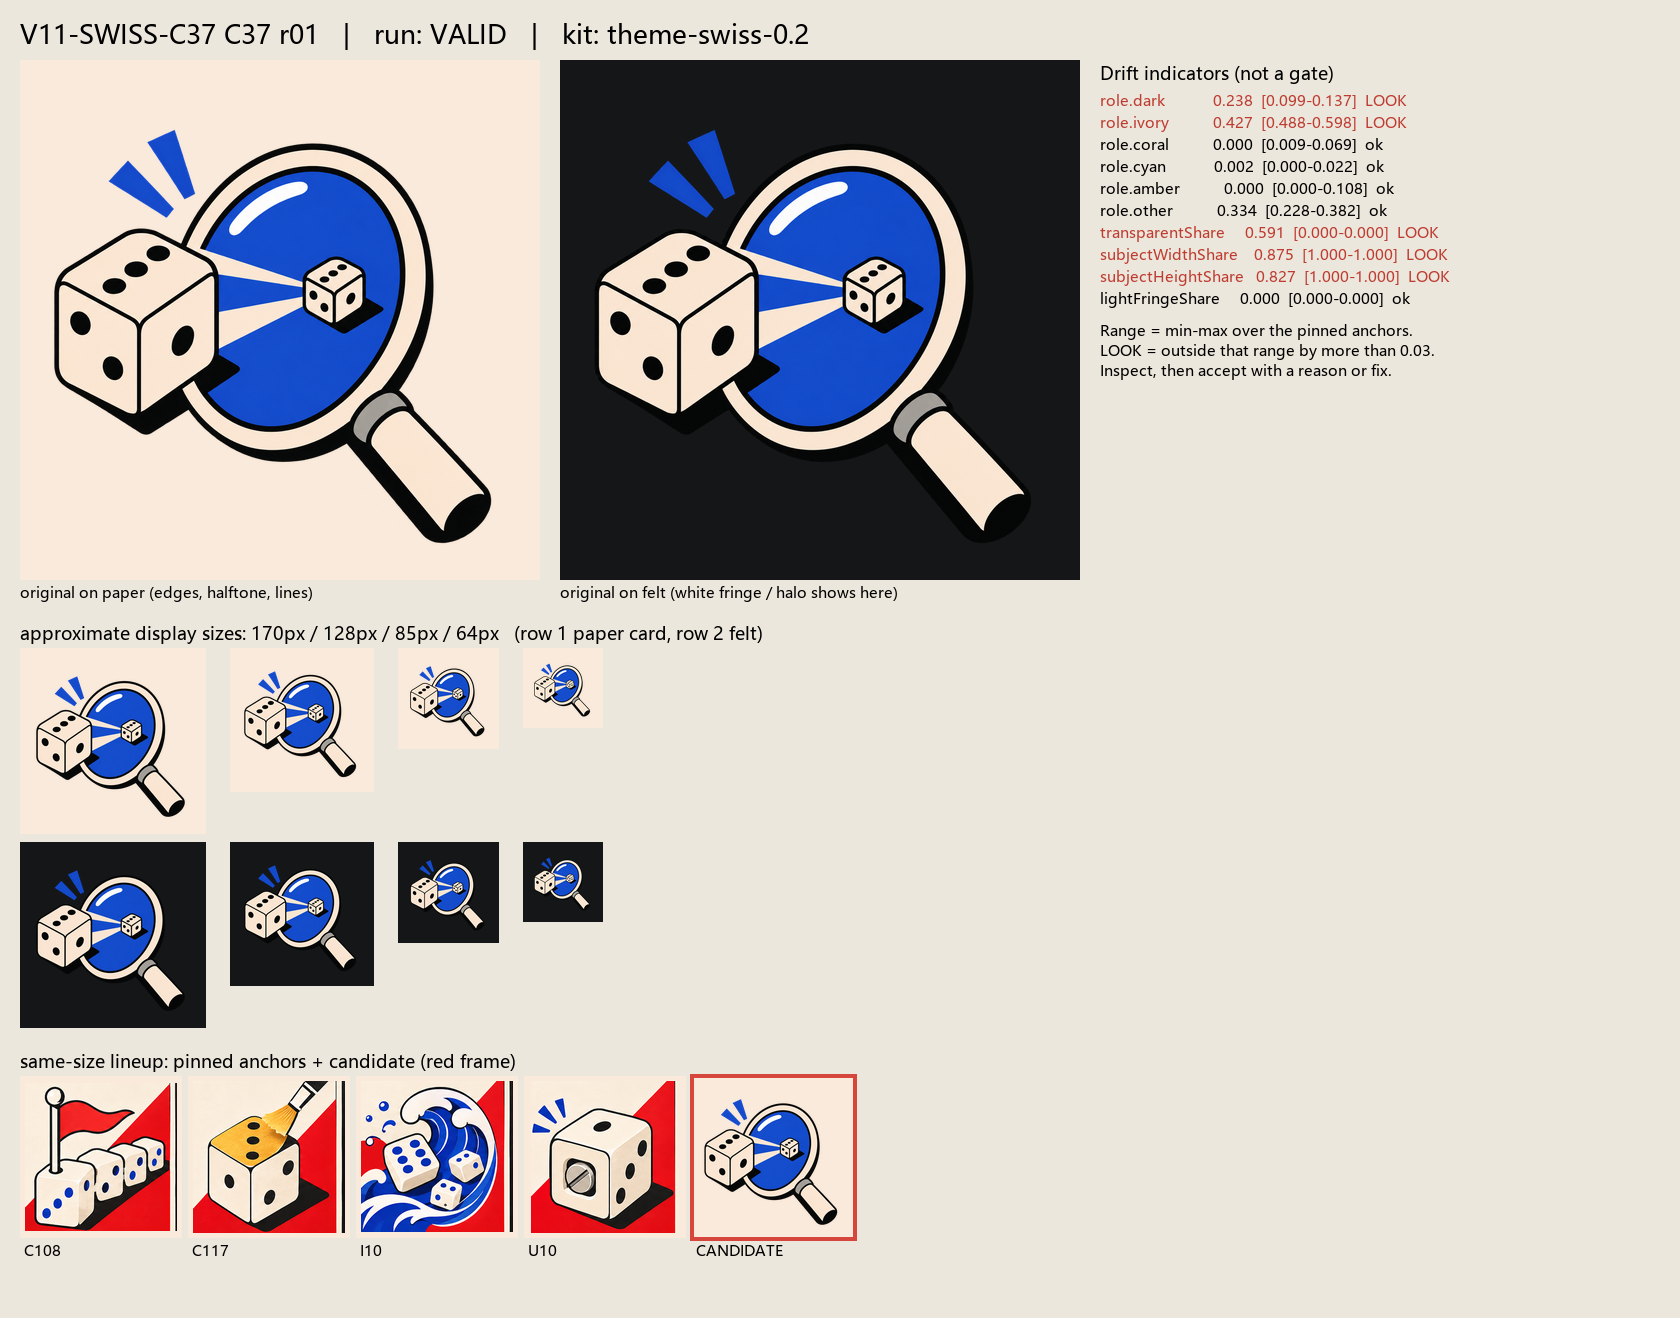 V11-SWISS-C37 C37 r01   |   run: VALID   |   kit: theme-swiss-0.2
Drift indicators (not a gate)
role.dark 0.238 [0.099-0.137] LOOK
role.ivory 0.427 [0.488-0.598] LOOK
role.coral 0.000 [0.009-0.069] ok
role.cyan 0.002 [0.000-0.022] ok
role.amber 0.000 [0.000-0.108] ok
role.other 0.334 [0.228-0.382] ok
transparentShare 0.591 [0.000-0.000] LOOK
subjectWidthShare 0.875 [1.000-1.000] LOOK
subjectHeightShare 0.827 [1.000-1.000] LOOK
lightFringeShare 0.000 [0.000-0.000] ok
Range = min-max over the pinned anchors.
LOOK = outside that range by more than 0.03.
Inspect, then accept with a reason or fix.
original on paper (edges, halftone, lines)
original on felt (white fringe / halo shows here)
approximate display sizes: 170px / 128px / 85px / 64px   (row 1 paper card, row 2 felt)
same-size lineup: pinned anchors + candidate (red frame)
C108
C117
I10
U10
CANDIDATE